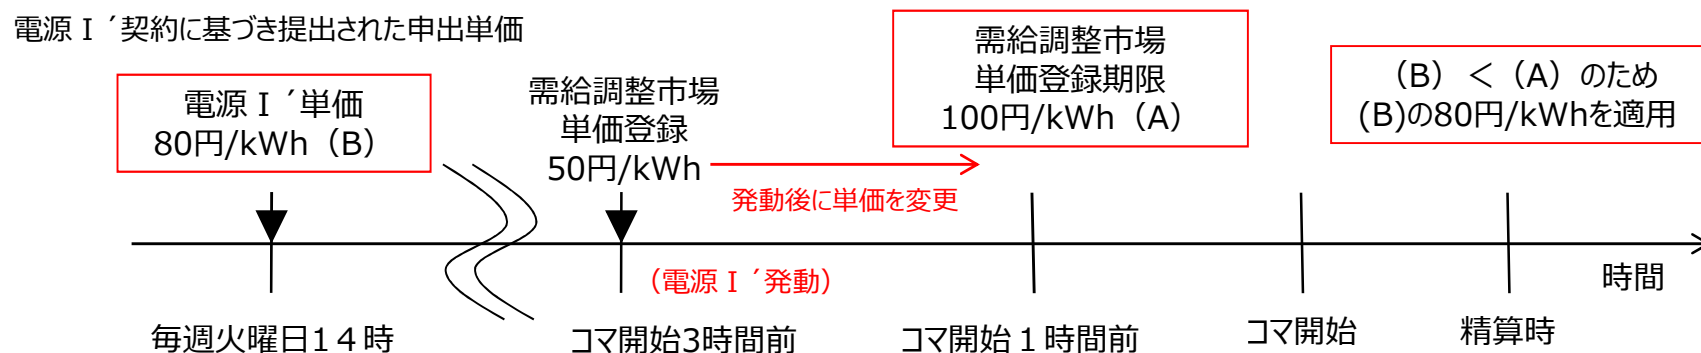 電源Ⅰ´契約に基づき提出された申出単価
電源Ⅰ´単価
80円/kWh（B）
需給調整市場
単価登録
50円/kWh
発動後に単価を変更
需給調整市場
単価登録期限
100円/kWh（A）
（B）＜（A）のため
(B)の80円/kWhを適用
（電源Ⅰ´発動）
時間
毎週火曜日1４時
コマ開始3時間前
コマ開始１時間前
コマ開始
精算時